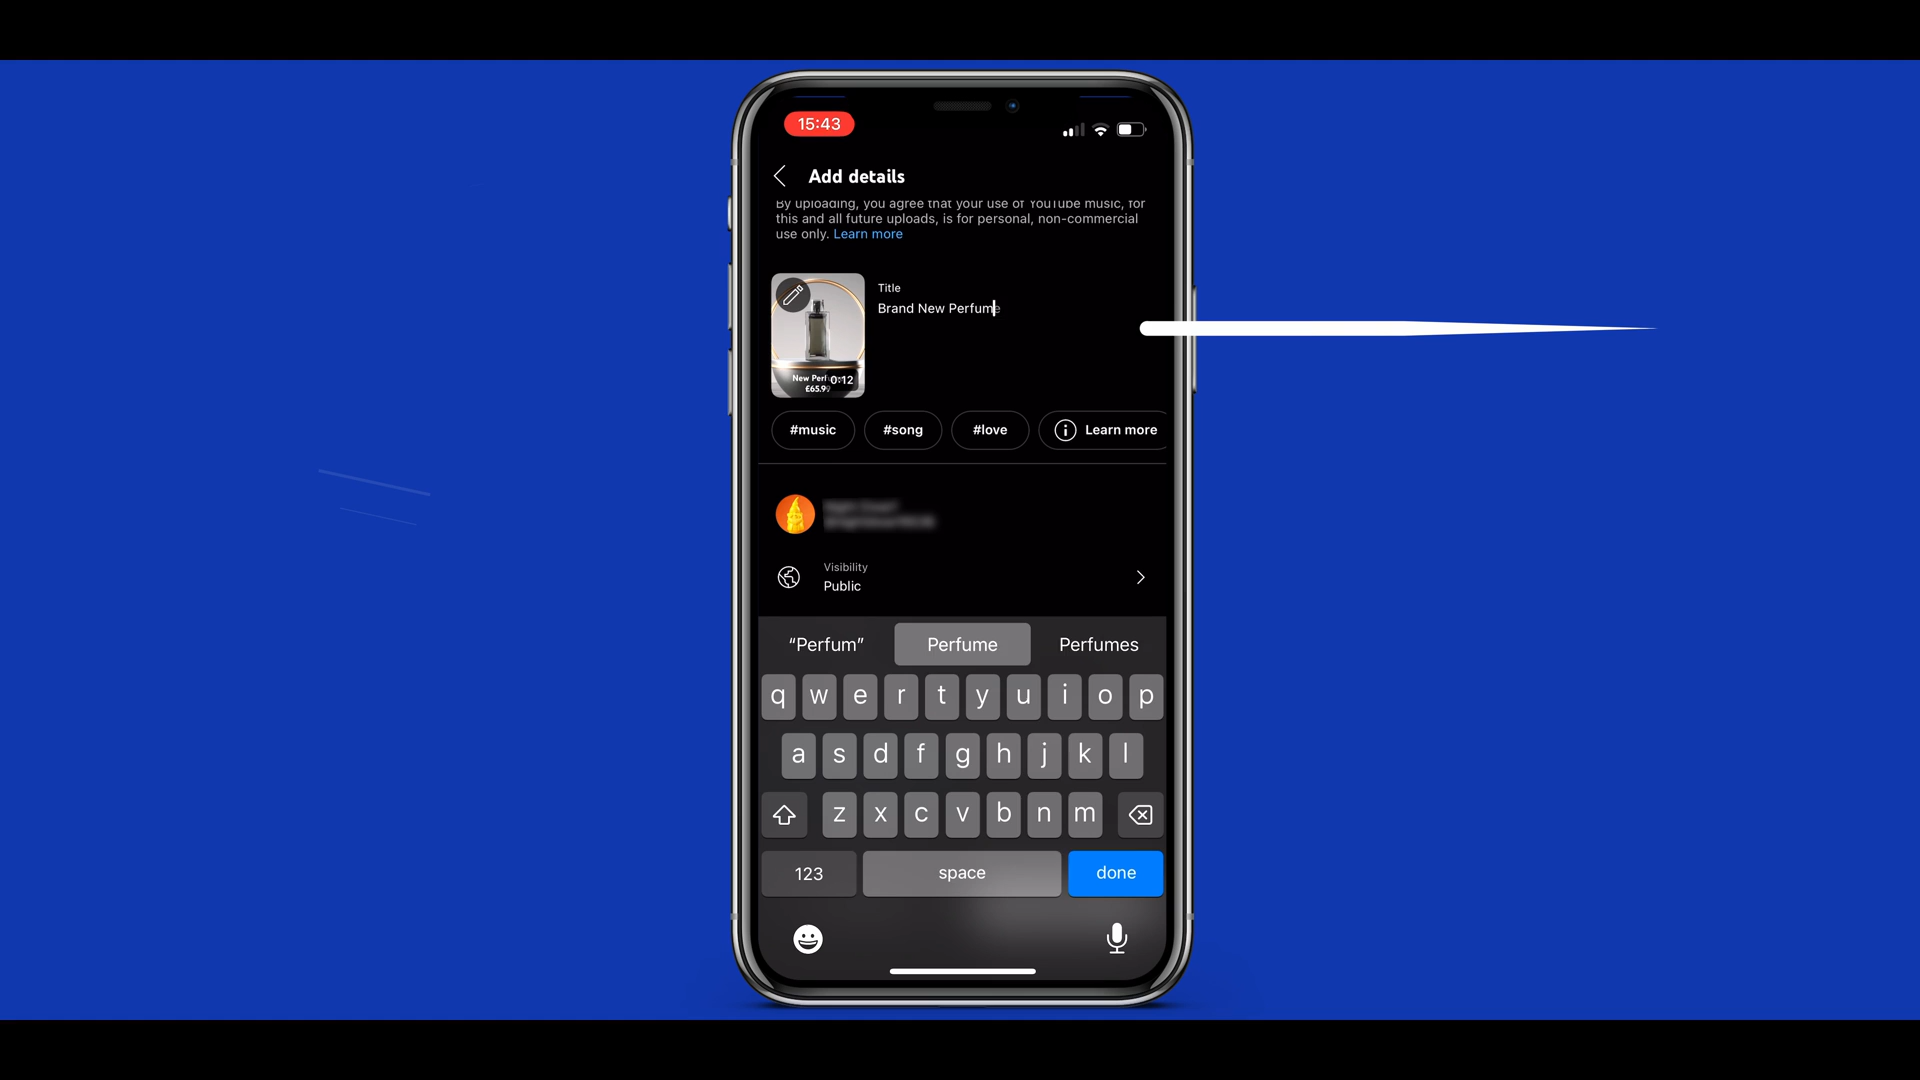 15:43
Add details
By uploading, you agree that your use of YouTube music, for
this and all future uploads, is for personal, non-commercial
use only. Learn more
Title
Brand New Perfume
0:12
£65.99
#music
#song
#love
Learn more
Visibility
Public
“Perfum”
Perfume
Perfumes
q w e r t y u i o p
a s d f g h j k l
z x c v b n m
123
space
done